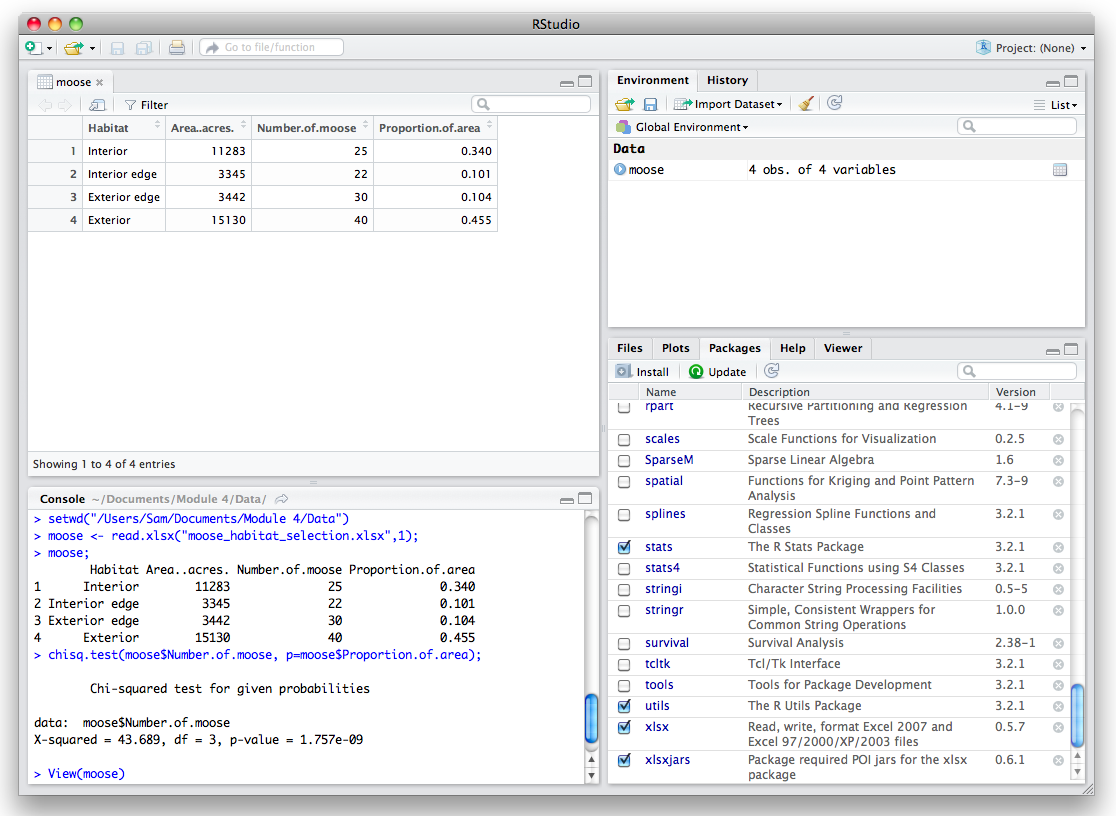 RStudio
Go to file/function
Project: (None)
moose
Filter
Habitat Area..acres. Number.of.moose Proportion.of.area
1 Interior 11283 25 0.340
2 Interior edge 3345 22 0.101
3 Exterior edge 3442 30 0.104
4 Exterior 15130 40 0.455
Showing 1 to 4 of 4 entries
Console ~/Documents/Module 4/Data/
> setwd("/Users/Sam/Documents/Module 4/Data")
> moose <- read.xlsx("moose_habitat_selection.xlsx",1);
> moose;
Habitat Area..acres. Number.of.moose Proportion.of.area
1 Interior 11283 25 0.340
2 Interior edge 3345 22 0.101
3 Exterior edge 3442 30 0.104
4 Exterior 15130 40 0.455
> chisq.test(moose$Number.of.moose, p=moose$Proportion.of.area);
Chi-squared test for given probabilities
data: moose$Number.of.moose
X-squared = 43.689, df = 3, p-value = 1.757e-09
> View(moose)
Environment History
Import Dataset List
Global Environment
Data
moose 4 obs. of 4 variables
Files Plots Packages Help Viewer
Install Update
Name Description Version
rpart Recursive Partitioning and Regression 4.1-9
Trees
scales Scale Functions for Visualization 0.2.5
SparseM Sparse Linear Algebra 1.6
spatial Functions for Kriging and Point Pattern 7.3-9
Analysis
splines Regression Spline Functions and 3.2.1
Classes
stats The R Stats Package 3.2.1
stats4 Statistical Functions using S4 Classes 3.2.1
stringi Character String Processing Facilities 0.5-5
stringr Simple, Consistent Wrappers for 1.0.0
Common String Operations
survival Survival Analysis 2.38-1
tcltk Tcl/Tk Interface 3.2.1
tools Tools for Package Development 3.2.1
utils The R Utils Package 3.2.1
xlsx Read, write, format Excel 2007 and 0.5.7
Excel 97/2000/XP/2003 files
xlsxjars Package required POI jars for the xlsx 0.6.1
package